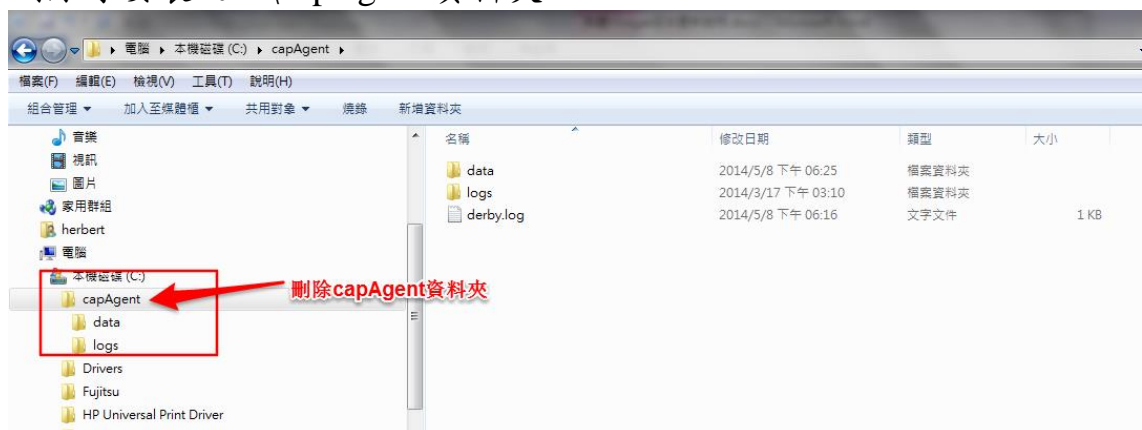 電腦 ▸ 本機磁碟 (C:) ▸ capAgent ▸
檔案(F) 編輯(E) 檢視(V) 工具(T) 說明(H)
組合管理 ▼ 加入至媒體櫃 ▼ 共用對象 ▼ 燒錄 新增資料夾
音樂
視訊
圖片
家用群組
herbert
電腦
本機磁碟 (C:)
capAgent
data
logs
Drivers
Fujitsu
HP Universal Print Driver
刪除capAgent資料夾
名稱 修改日期 類型 大小
data 2014/5/8 下午 06:25 檔案資料夾
logs 2014/3/17 下午 03:10 檔案資料夾
derby.log 2014/5/8 下午 06:16 文字文件 1 KB